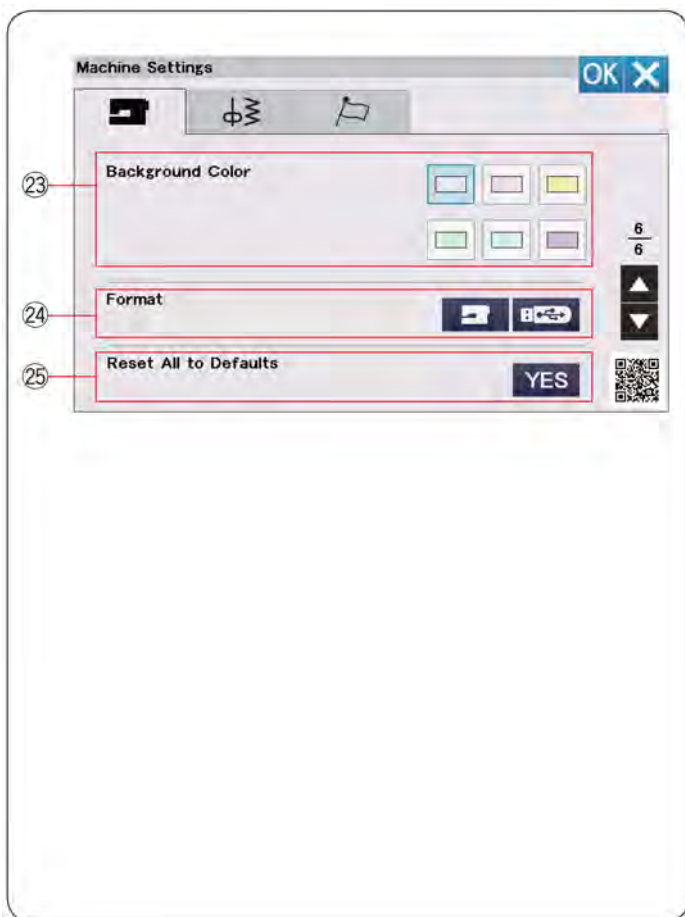 Machine Settings
OK
㉓ Background Color
6
6
㉔ Format
㉕ Reset All to Defaults
YES